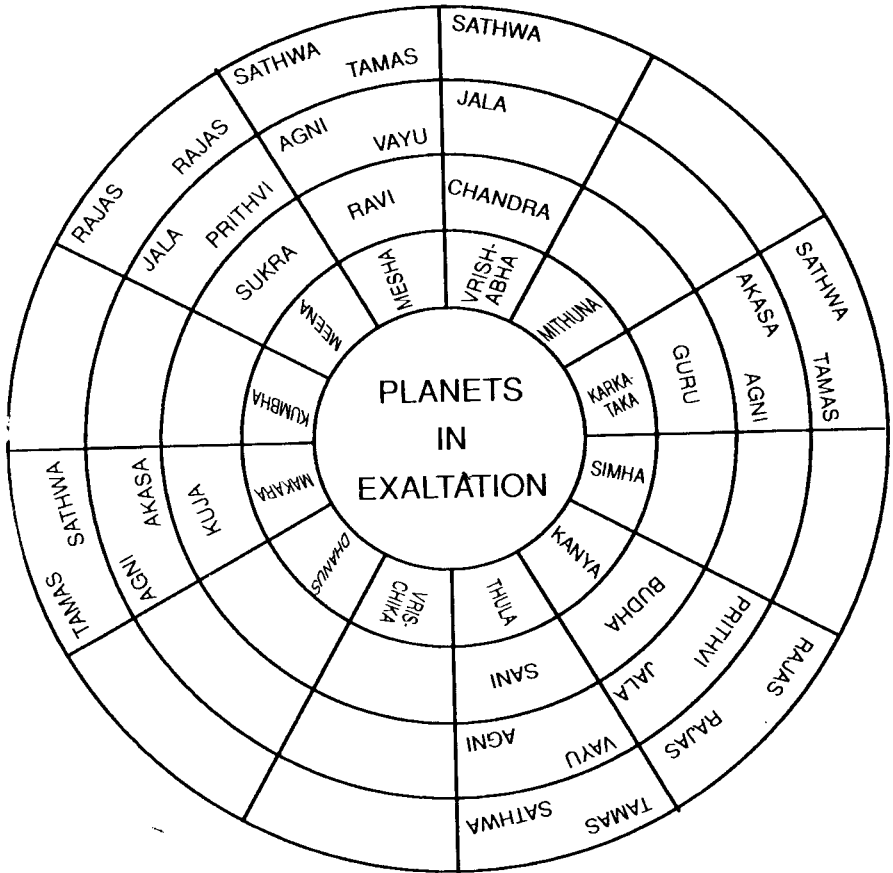 PLANETS
IN
EXALTATION
SATHWA TAMAS
AGNI VAYU
RAVI
MESHA
SATHWA
JALA
CHANDRA
VRISH-
ABHA
MITHUNA
SATHWA TAMAS
AKASA AGNI
GURU
KARKA-
TAKA
SIMHA
RAJAS RAJAS
PRITHVI JALA
BUDHA
KANYA
TAMAS SATHWA
VAYU AGNI
SANI
THULA
VRIS-
CHIKA
DHANUS
TAMAS SATHWA
AGNI AKASA
KUJA
MAKARA
KUMBHA
RAJAS RAJAS
JALA PRITHVI
SUKRA
MEENA